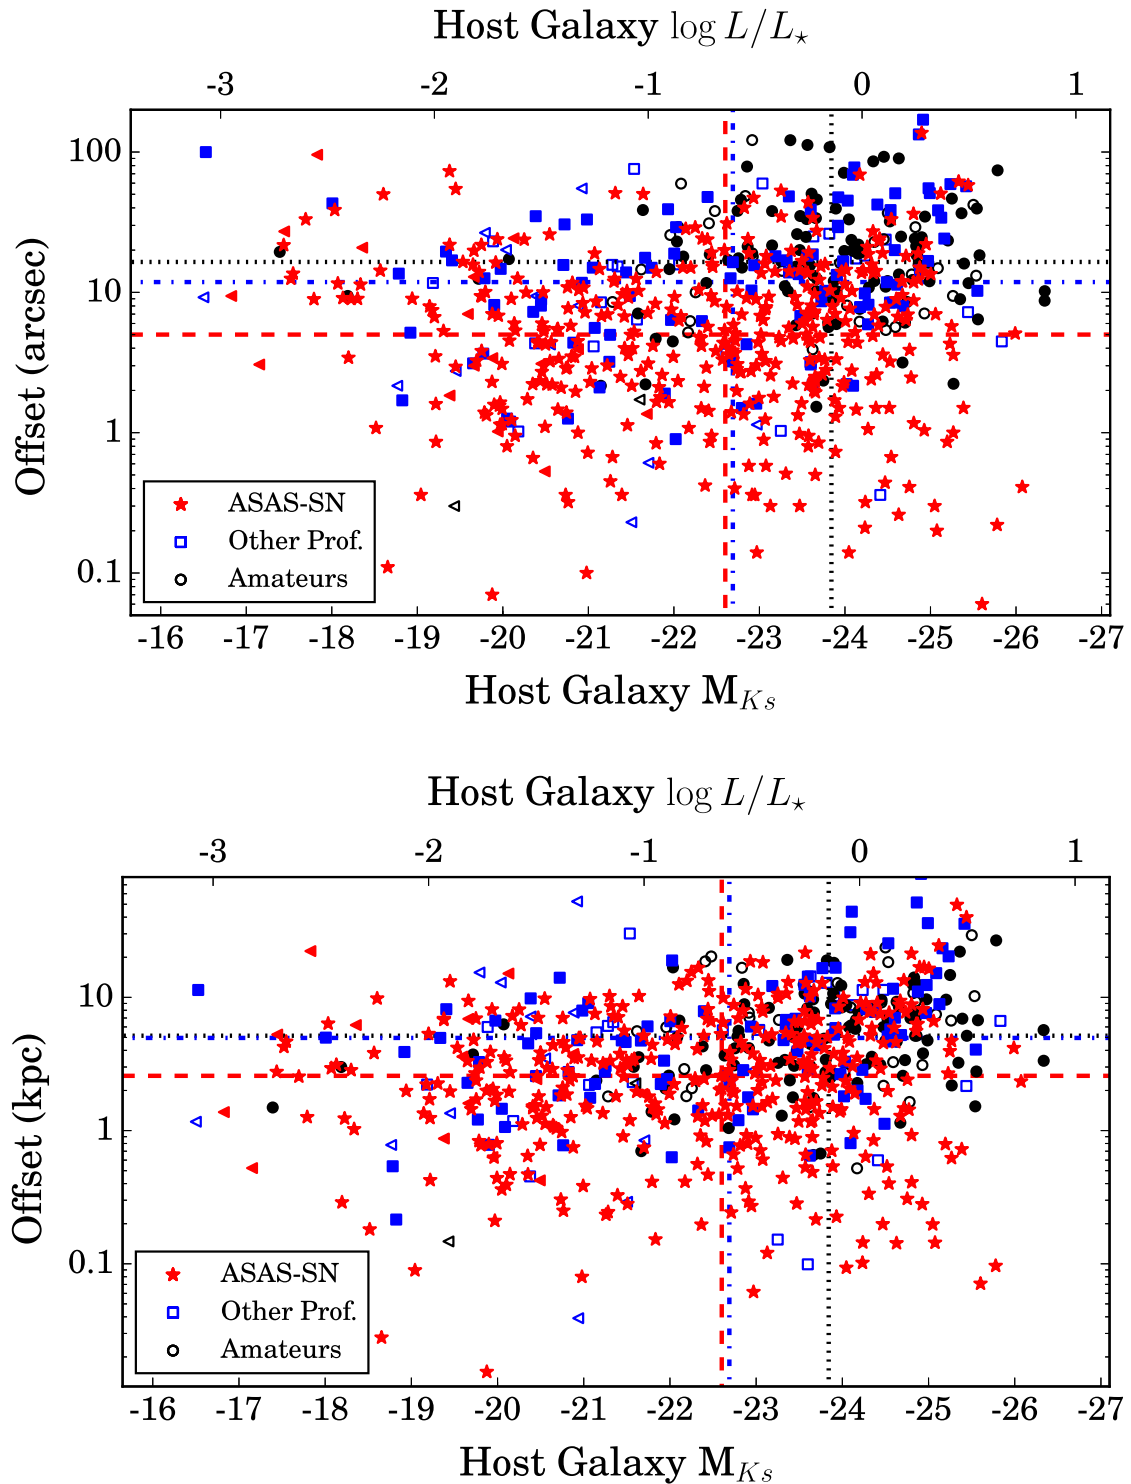 Host Galaxy log L/L⋆
-3 -2 -1 0 1
100
10
1
0.1
Offset (arcsec)
ASAS-SN
Other Prof.
Amateurs
-16 -17 -18 -19 -20 -21 -22 -23 -24 -25 -26 -27
Host Galaxy M_Ks
Host Galaxy log L/L⋆
-3 -2 -1 0 1
10
1
0.1
Offset (kpc)
ASAS-SN
Other Prof.
Amateurs
-16 -17 -18 -19 -20 -21 -22 -23 -24 -25 -26 -27
Host Galaxy M_Ks